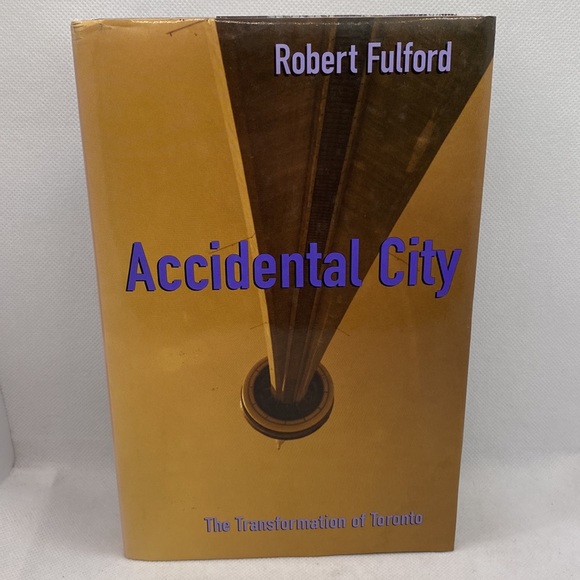 Robert Fulford
Accidental City
The Transformation of Toronto